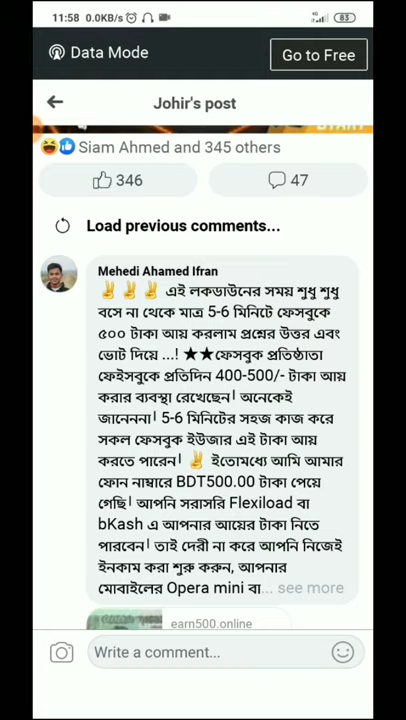 11:58 0.0KB/s 4G 83
Data Mode
Go to Free
Johir's post
START
Siam Ahmed and 345 others
346
47
Load previous comments...
Mehedi Ahamed Ifran
✌️ ✌️ ✌️ এই লকডাউনের সময় শুধু শুধু
বসে না থেকে মাত্র 5-6 মিনিটে ফেসবুকে
৫০০ টাকা আয় করলাম প্রশ্নের উত্তর এবং
ভোট দিয়ে ...! ★★ফেসবুক প্রতিষ্ঠাতা
ফেইসবুকে প্রতিদিন 400-500/- টাকা আয়
করার ব্যবস্থা রেখেছেন। অনেকেই
জানেননা। 5-6 মিনিটের সহজ কাজ করে
সকল ফেসবুক ইউজার এই টাকা আয়
করতে পারেন। ✌️ ইতোমধ্যে আমি আমার
ফোন নাম্বারে BDT500.00 টাকা পেয়ে
গেছি। আপনি সরাসরি Flexiload বা
bKash এ আপনার আয়ের টাকা নিতে
পারবেন। তাই দেরী না করে আপনি নিজেই
ইনকাম করা শুরু করুন, আপনার
মোবাইলের Opera mini বা... see more
earn500.online
Write a comment...